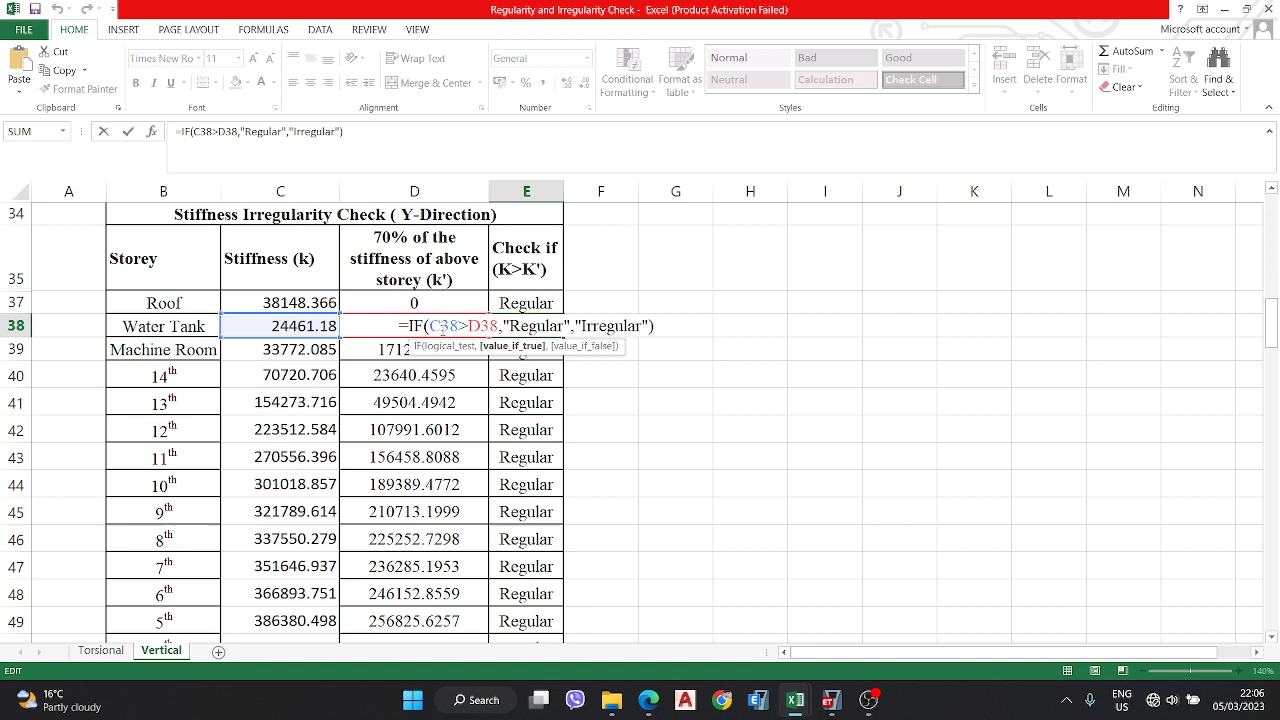 Regularity and Irregularity Check - Excel (Product Activation Failed)
FILE HOME INSERT PAGE LAYOUT FORMULAS DATA REVIEW VIEW Microsoft account
Paste Cut Copy Format Painter Clipboard
Times New Ro 11 B I U Font
Wrap Text Merge & Center Alignment
General % Number
Conditional Formatting Format as Table
Normal Bad Good
Neutral Calculation Check Cell
Styles
Insert Delete Format Cells
AutoSum Fill Clear Sort & Filter Find & Select Editing
SUM =IF(C38>D38,"Regular","Irregular")
A B C D E F G H I J K L M N
34 Stiffness Irregularity Check ( Y-Direction)
35 Storey Stiffness (k) 70% of the stiffness of above storey (k') Check if (K>K')
37 Roof 38148.366 0 Regular
38 Water Tank 24461.18 =IF(C38>D38,"Regular","Irregular")
IF(logical_test, [value_if_true], [value_if_false])
39 Machine Room 33772.085 1712
40 14th 70720.706 23640.4595 Regular
41 13th 154273.716 49504.4942 Regular
42 12th 223512.584 107991.6012 Regular
43 11th 270556.396 156458.8088 Regular
44 10th 301018.857 189389.4772 Regular
45 9th 321789.614 210713.1999 Regular
46 8th 337550.279 225252.7298 Regular
47 7th 351646.937 236285.1953 Regular
48 6th 366893.751 246152.8559 Regular
49 5th 386380.498 256825.6257 Regular
Torsional Vertical
EDIT 140%
16°C
Partly cloudy
Search
ENG
US
22:06
05/03/2023